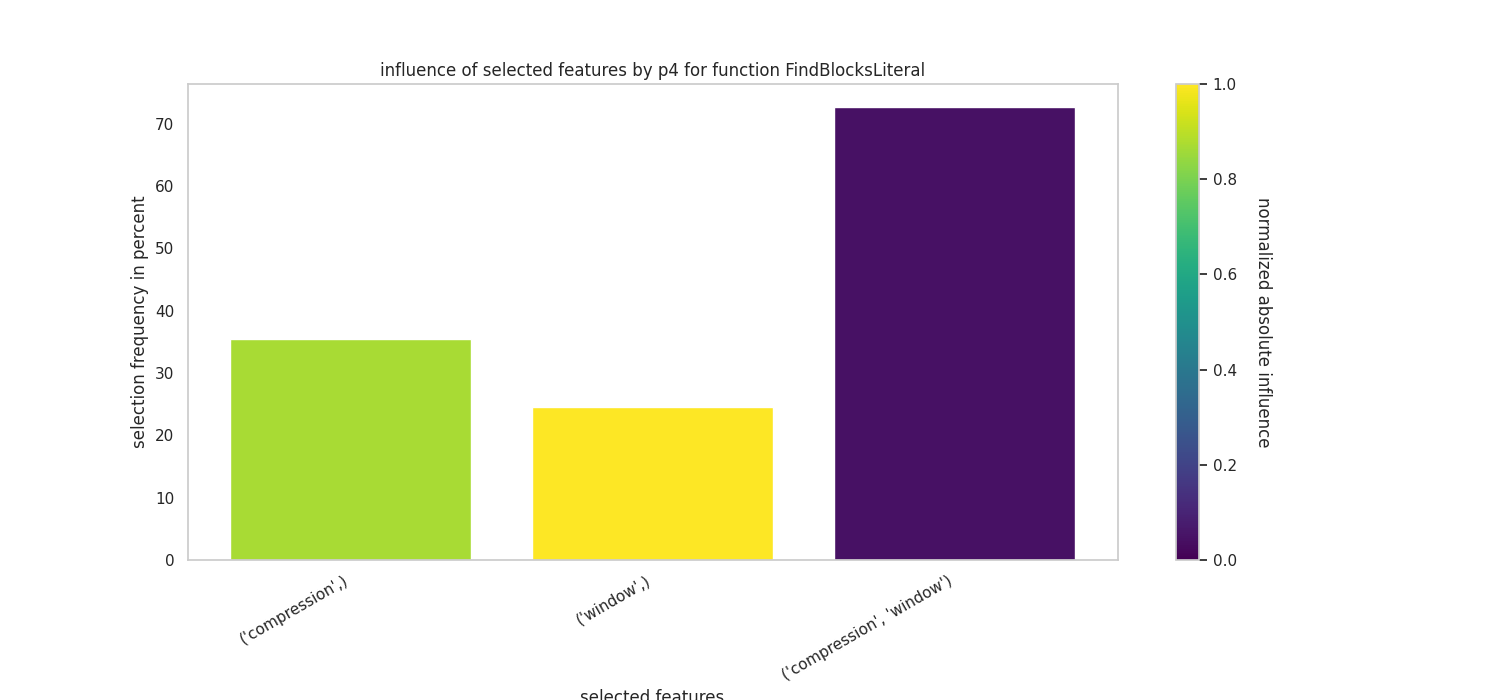 influence of selected features by p4 for function FindBlocksLiteral
selection frequency in percent
70
60
50
40
30
20
10
0
('compression',)
('window',)
('compression', 'window')
selected features
1.0
0.8
0.6
0.4
0.2
0.0
normalized absolute influence